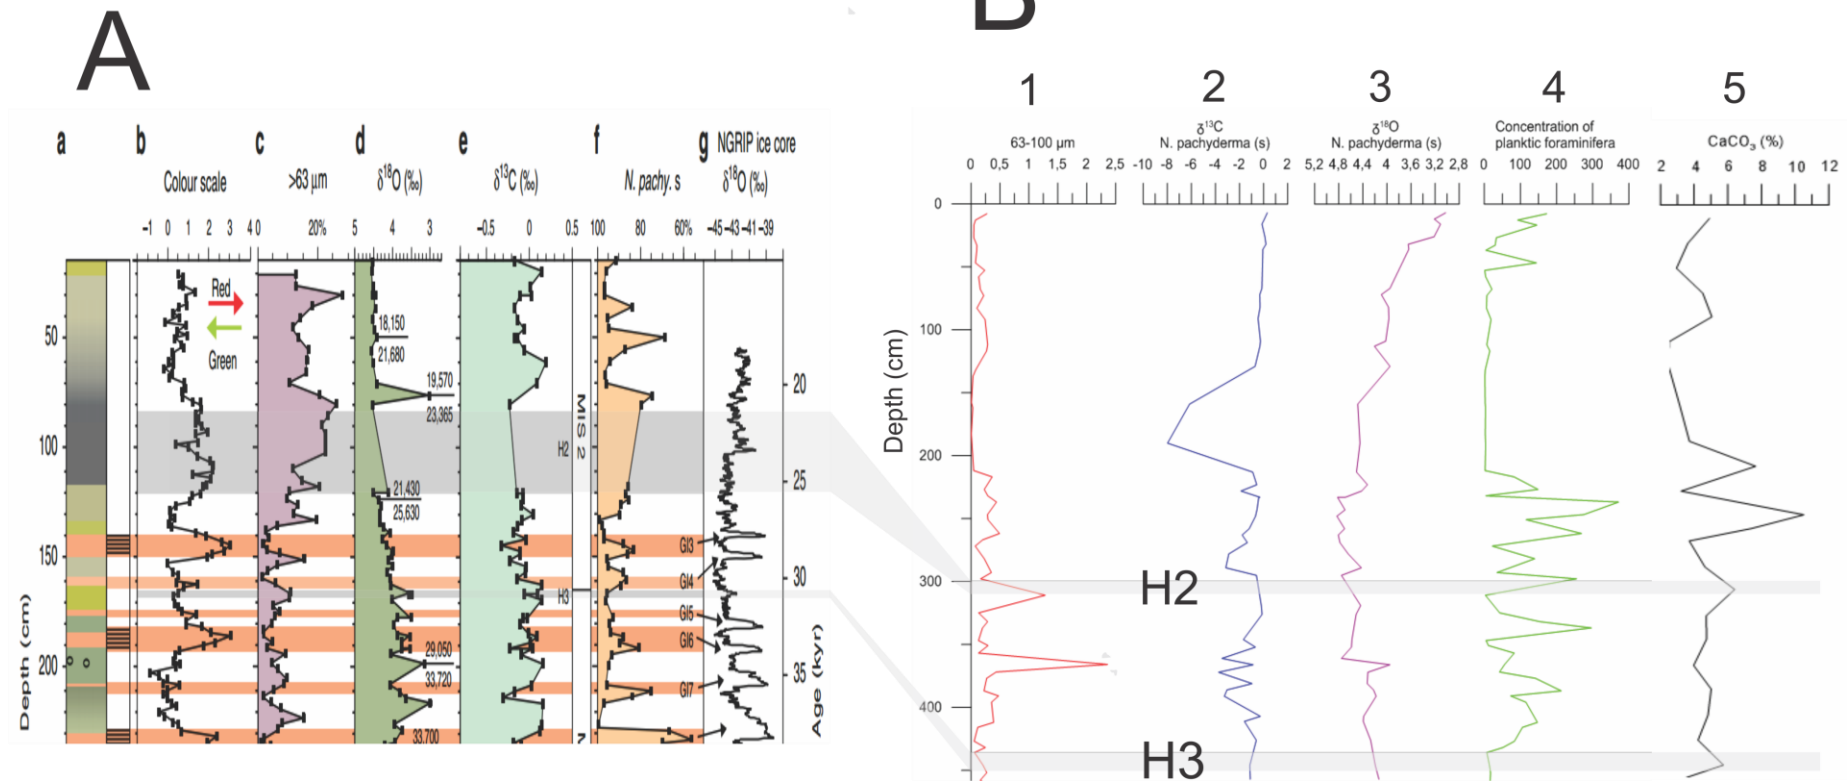 A
B
a b c d e f g NGRIP ice core
Colour scale >63 µm δ¹⁸O (‰) δ¹³C (‰) N. pachy. s δ¹⁸O (‰)
−1 0 1 2 3 4 0 20% 5 4 3 −0.5 0 0.5 100 80 60% −45 −43 −41 −39
Red
Green
50
100
150
200
Depth (cm)
18,150
21,680
19,570
23,365
21,430
25,630
29,050
33,720
33,700
MIS 2
H2
H3
GI3
GI4
GI5
GI6
GI7
20
25
30
35
Age (kyr)
1 2 3 4 5
63-100 µm
δ¹³C
N. pachyderma (s)
δ¹⁸O
N. pachyderma (s)
Concentration of
planktic foraminifera
CaCO₃ (%)
0 0,5 1 1,5 2 2,5
-10 -8 -6 -4 -2 0 2
5,2 4,8 4,4 4 3,6 3,2 2,8
0 100 200 300 400
2 4 6 8 10 12
0
100
200
300
400
Depth (cm)
H2
H3